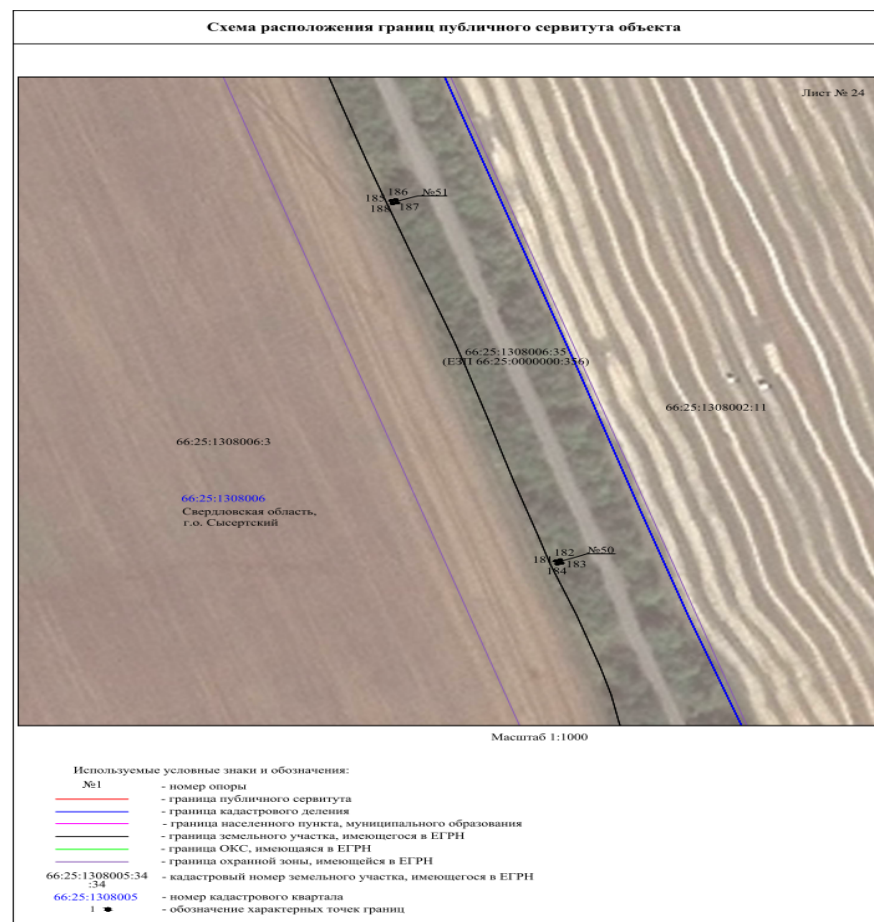 Схема расположения границ публичного сервитута объекта
Лист № 24
186
185
№51
188
187
66:25:1308006:35
(ЕЗП 66:25:0000000:356)
66:25:1308002:11
66:25:1308006:3
66:25:1308006
Свердловская область,
г.о. Сысертский
182
№50
181
183
184
Масштаб 1:1000
Используемые условные знаки и обозначения:
№1 - номер опоры
- граница публичного сервитута
- граница кадастрового деления
- граница населенного пункта, муниципального образования
- граница земельного участка, имеющегося в ЕГРН
- граница ОКС, имеющаяся в ЕГРН
- граница охранной зоны, имеющейся в ЕГРН
66:25:1308005:34 - кадастровый номер земельного участка, имеющегося в ЕГРН
:34
66:25:1308005 - номер кадастрового квартала
1 - обозначение характерных точек границ